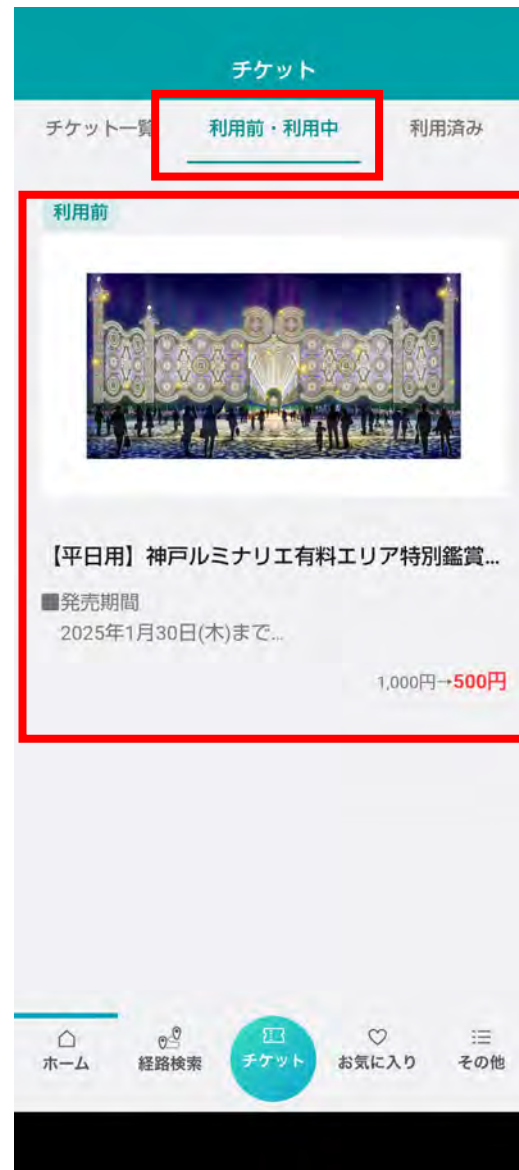 チケット
チケット一覧 利用前・利用中 利用済み
利用前
【平日用】神戸ルミナリエ有料エリア特別鑑賞...
■発売期間
2025年1月30日(木)まで...
1,000円→500円
ホーム 経路検索 チケット お気に入り その他